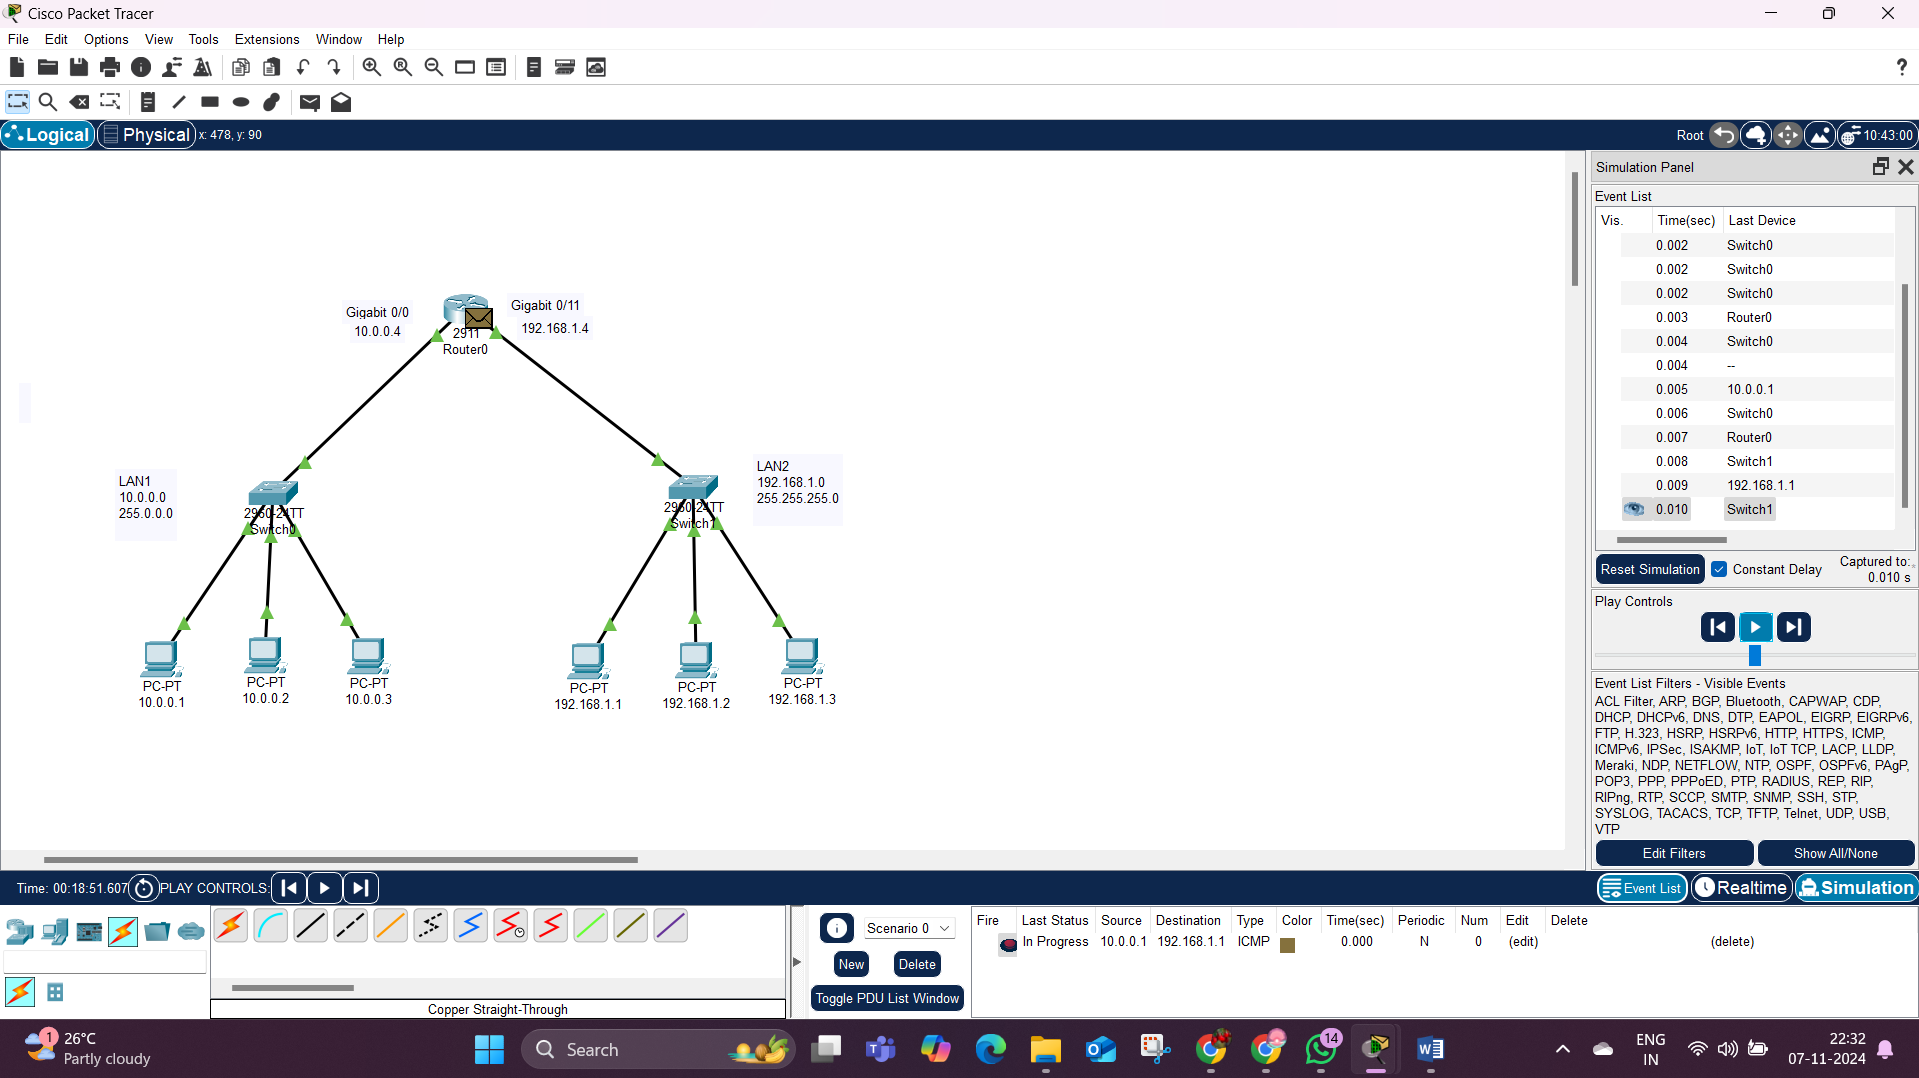 Cisco Packet Tracer
File Edit Options View Tools Extensions Window Help
?
Logical Physical x: 478, y: 90 Root 10:43:00
Gigabit 0/0
10.0.0.4
Gigabit 0/11
192.168.1.4
2911
Router0
LAN1
10.0.0.0
255.0.0.0
2960-24TT
Switch0
LAN2
192.168.1.0
255.255.255.0
2960-24TT
Switch1
PC-PT
10.0.0.1
PC-PT
10.0.0.2
PC-PT
10.0.0.3
PC-PT
192.168.1.1
PC-PT
192.168.1.2
PC-PT
192.168.1.3
Simulation Panel
Event List
Vis. Time(sec) Last Device
0.002 Switch0
0.002 Switch0
0.002 Switch0
0.003 Router0
0.004 Switch0
0.004 --
0.005 10.0.0.1
0.006 Switch0
0.007 Router0
0.008 Switch1
0.009 192.168.1.1
0.010 Switch1
Reset Simulation Constant Delay
Captured to:
0.010 s
Play Controls
Event List Filters - Visible Events
ACL Filter, ARP, BGP, Bluetooth, CAPWAP, CDP,
DHCP, DHCPv6, DNS, DTP, EAPOL, EIGRP, EIGRPv6,
FTP, H.323, HSRP, HSRPv6, HTTP, HTTPS, ICMP,
ICMPv6, IPSec, ISAKMP, IoT, IoT TCP, LACP, LLDP,
Meraki, NDP, NETFLOW, NTP, OSPF, OSPFv6, PAgP,
POP3, PPP, PPPoED, PTP, RADIUS, REP, RIP,
RIPng, RTP, SCCP, SMTP, SNMP, SSH, STP,
SYSLOG, TACACS, TCP, TFTP, Telnet, UDP, USB,
VTP
Edit Filters Show All/None
Time: 00:18:51.607 PLAY CONTROLS: Event List Realtime Simulation
Copper Straight-Through
Scenario 0
New Delete
Toggle PDU List Window
Fire Last Status Source Destination Type Color Time(sec) Periodic Num Edit Delete
In Progress 10.0.0.1 192.168.1.1 ICMP 0.000 N 0 (edit) (delete)
1
26°C
Partly cloudy
Search
14
ENG
IN
22:32
07-11-2024